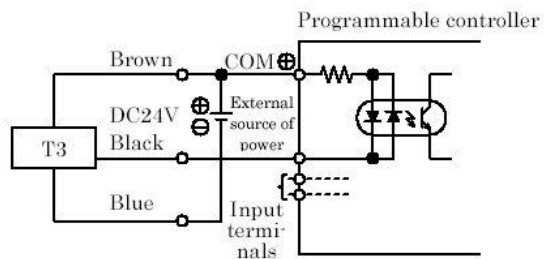 Programmable controller
Brown
COM ⊕
DC24V
⊕
⊖
External
source of
power
T3
Black
Blue
Input
termi-
nals